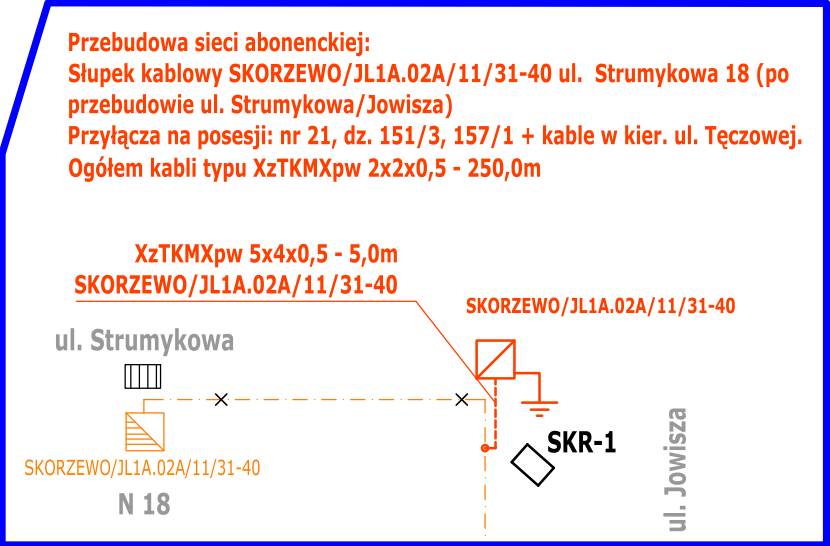 Przebudowa sieci abonenckiej:
Słupek kablowy SKORZEWO/JL1A.02A/11/31-40 ul. Strumykowa 18 (po
przebudowie ul. Strumykowa/Jowisza)
Przyłącza na posesji: nr 21, dz. 151/3, 157/1 + kable w kier. ul. Tęczowej.
Ogółem kabli typu XzTKMXpw 2x2x0,5 - 250,0m
XzTKMXpw 5x4x0,5 - 5,0m
SKORZEWO/JL1A.02A/11/31-40
SKORZEWO/JL1A.02A/11/31-40
ul. Strumykowa
SKR-1
SKORZEWO/JL1A.02A/11/31-40
N 18
ul. Jowisza